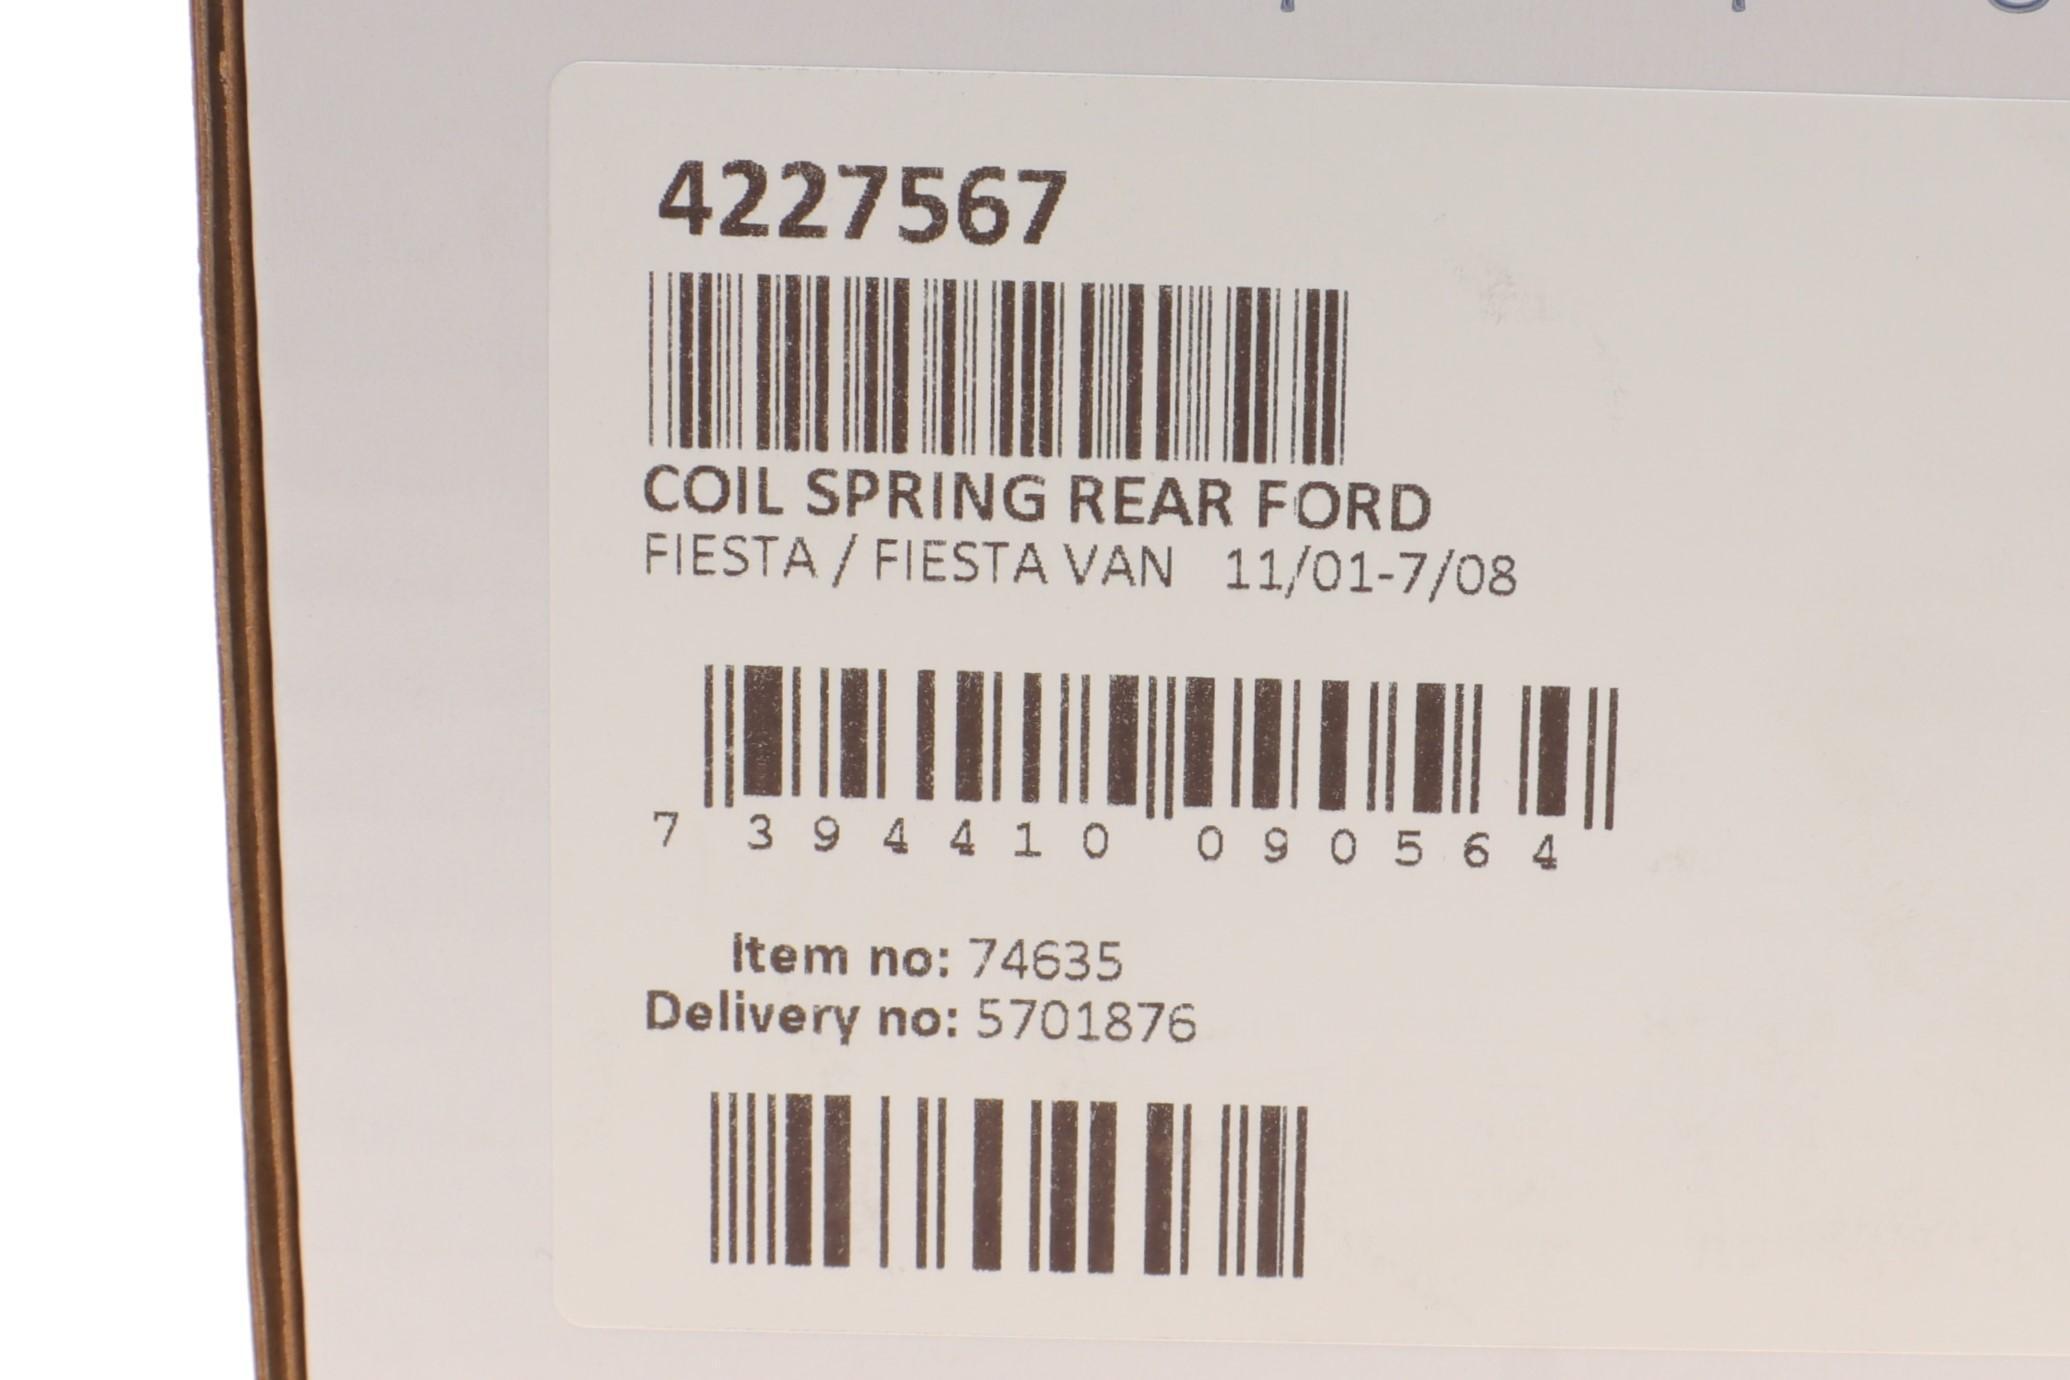 4227567
COIL SPRING REAR FORD
FIESTA / FIESTA VAN 11/01-7/08
7 394410 090564
Item no: 74635
Delivery no: 5701876